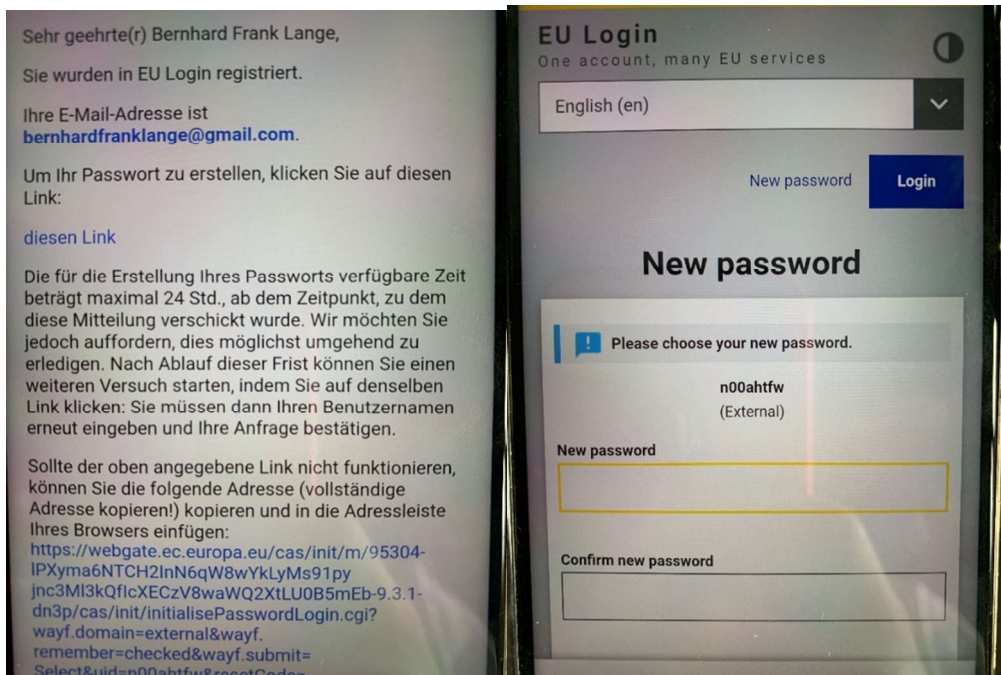 Sehr geehrte(r) Bernhard Frank Lange,
Sie wurden in EU Login registriert.
Ihre E-Mail-Adresse ist
bernhardfranklange@gmail.com.
Um Ihr Passwort zu erstellen, klicken Sie auf diesen
Link:
diesen Link
Die für die Erstellung Ihres Passworts verfügbare Zeit
beträgt maximal 24 Std., ab dem Zeitpunkt, zu dem
diese Mitteilung verschickt wurde. Wir möchten Sie
jedoch auffordern, dies möglichst umgehend zu
erledigen. Nach Ablauf dieser Frist können Sie einen
weiteren Versuch starten, indem Sie auf denselben
Link klicken: Sie müssen dann Ihren Benutzernamen
erneut eingeben und Ihre Anfrage bestätigen.
Sollte der oben angegebene Link nicht funktionieren,
können Sie die folgende Adresse (vollständige
Adresse kopieren!) kopieren und in die Adressleiste
Ihres Browsers einfügen:
https://webgate.ec.europa.eu/cas/init/m/95304-
IPXyma6NTCH2InN6qW8wYkLyMs91py
jnc3Ml3kQflcXECzV8waWQ2XtLU0B5mEb-9.3.1-
dn3p/cas/init/initialisePasswordLogin.cgi?
wayf.domain=external&wayf.
remember=checked&wayf.submit=
Select&uid=n00ahtfw&resetCode=
EU Login
One account, many EU services
English (en)
New password
Login
New password
Please choose your new password.
n00ahtfw
(External)
New password
Confirm new password